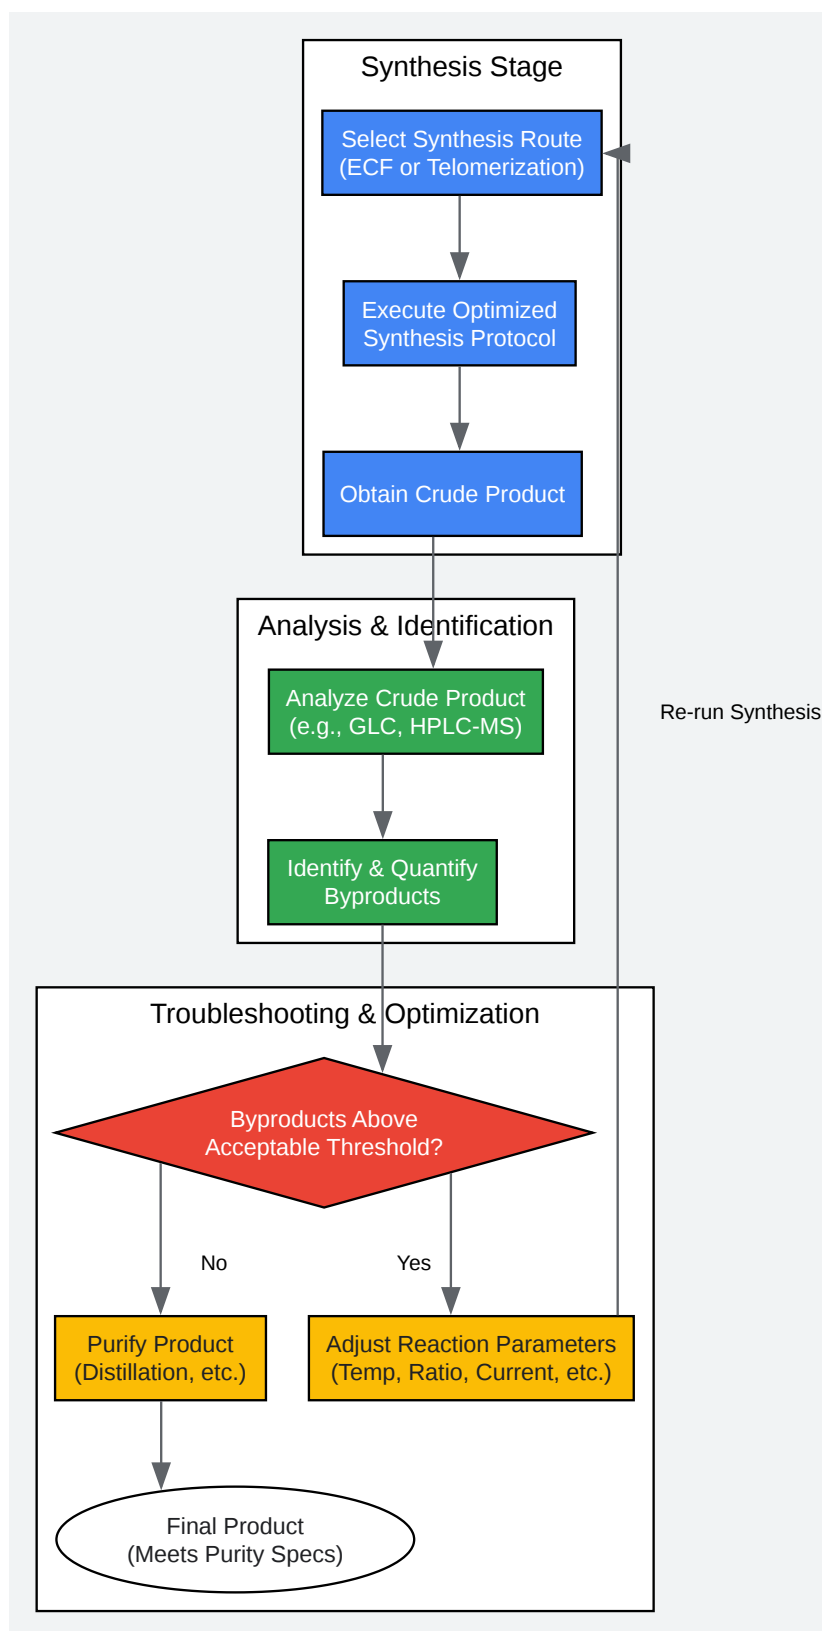 Synthesis Stage
Select Synthesis Route
(ECF or Telomerization)
Execute Optimized
Synthesis Protocol
Obtain Crude Product
Analysis & Identification
Analyze Crude Product
(e.g., GLC, HPLC-MS)
Re-run Synthesis
Identify & Quantify
Byproducts
Troubleshooting & Optimization
Byproducts Above
Acceptable Threshold?
No
Yes
Purify Product
(Distillation, etc.)
Adjust Reaction Parameters
(Temp, Ratio, Current, etc.)
Final Product
(Meets Purity Specs)